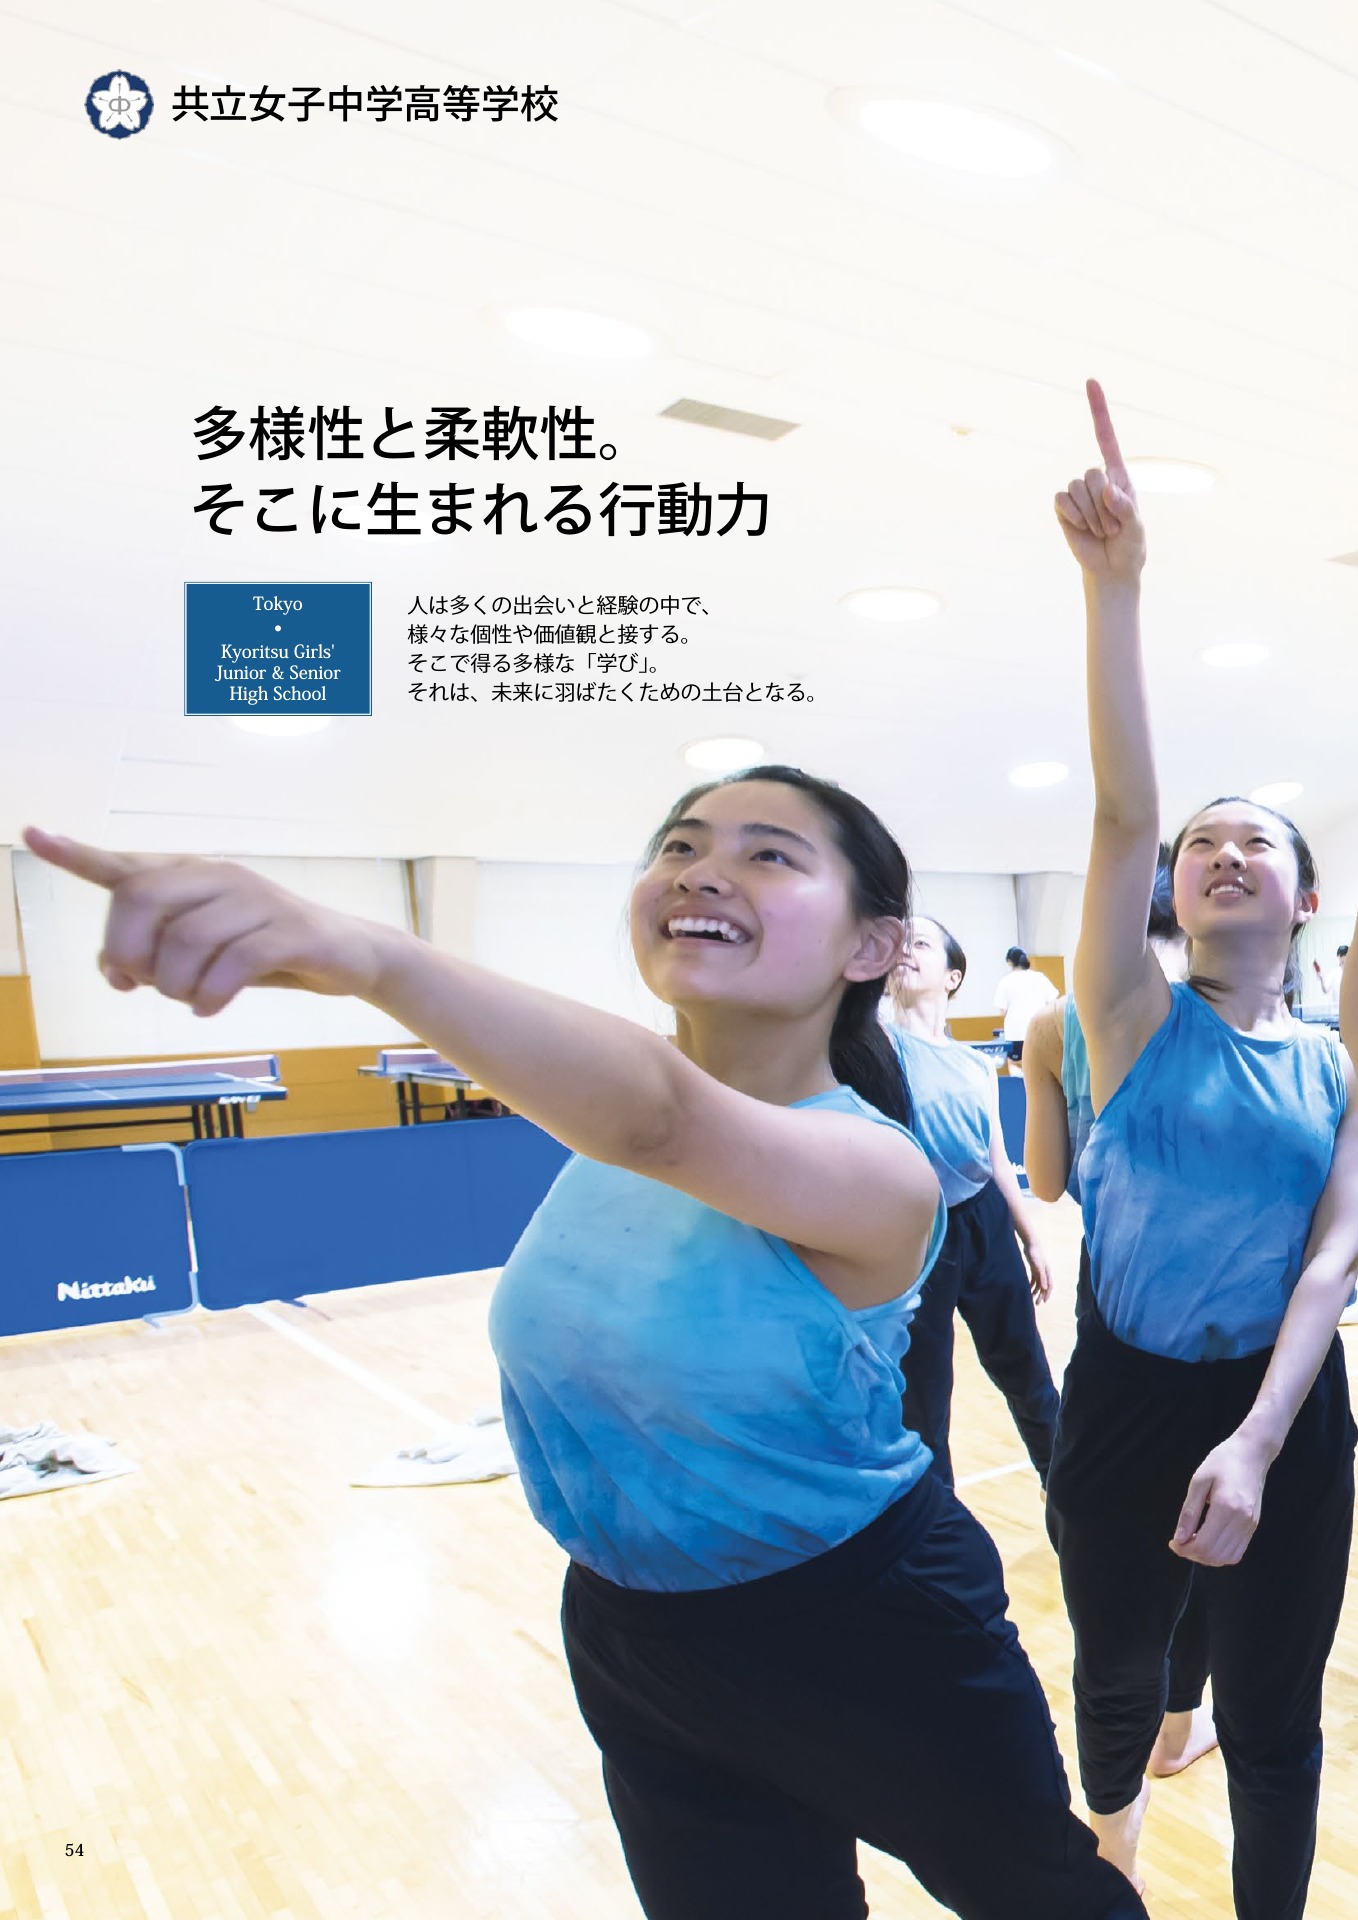 共立女子中学高等学校
多様性と柔軟性。
そこに生まれる行動力
Tokyo
•
Kyoritsu Girls'
Junior & Senior
High School
人は多くの出会いと経験の中で、
様々な個性や価値観と接する。
そこで得る多様な「学び」。
それは、未来に羽ばたくための土台となる。
Nittaku
54